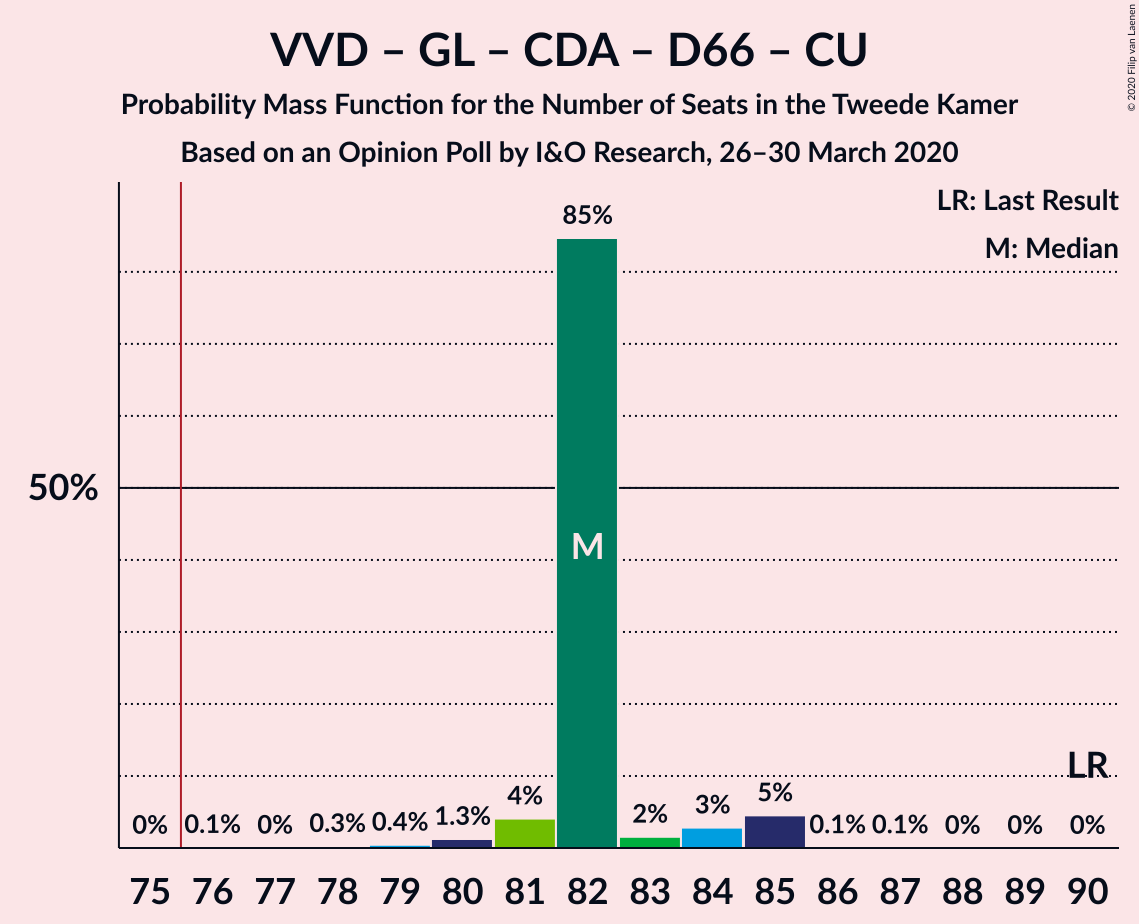 VVD – GL – CDA – D66 – CU
Probability Mass Function for the Number of Seats in the Tweede Kamer
Based on an Opinion Poll by I&O Research, 26–30 March 2020
© 2020 Filip van Laenen
LR: Last Result
M: Median
85%
50%
M
LR
0% 0.1% 0% 0.3% 0.4% 1.3% 4% 2% 3% 5% 0.1% 0.1% 0% 0% 0%
75 76 77 78 79 80 81 82 83 84 85 86 87 88 89 90